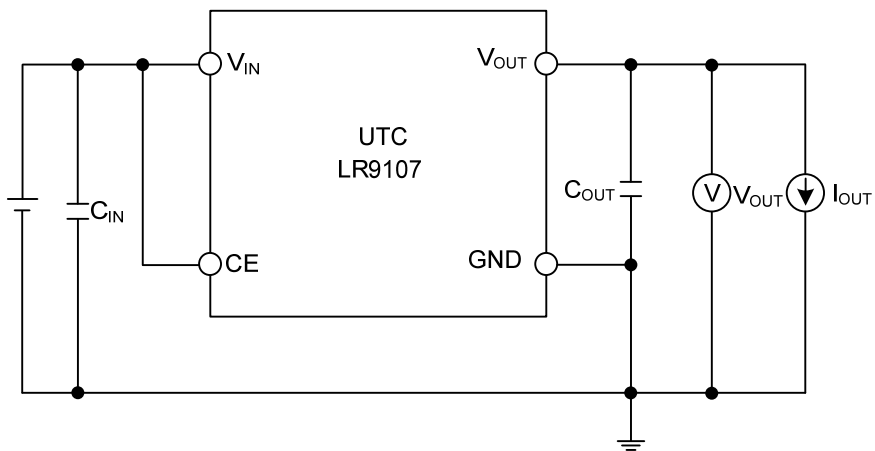 VIN
VOUT
UTC
LR9107
CIN
COUT
V
VOUT
IOUT
CE
GND